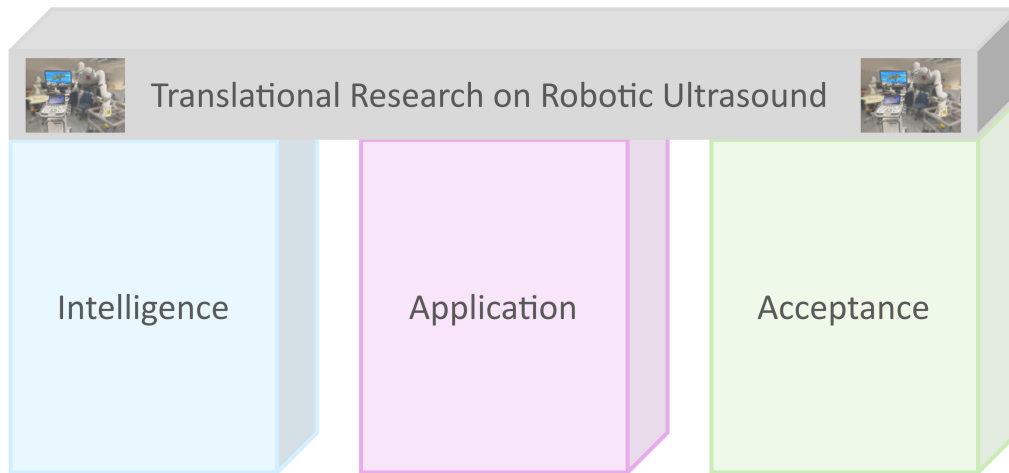 Translational Research on Robotic Ultrasound
Intelligence
Application
Acceptance